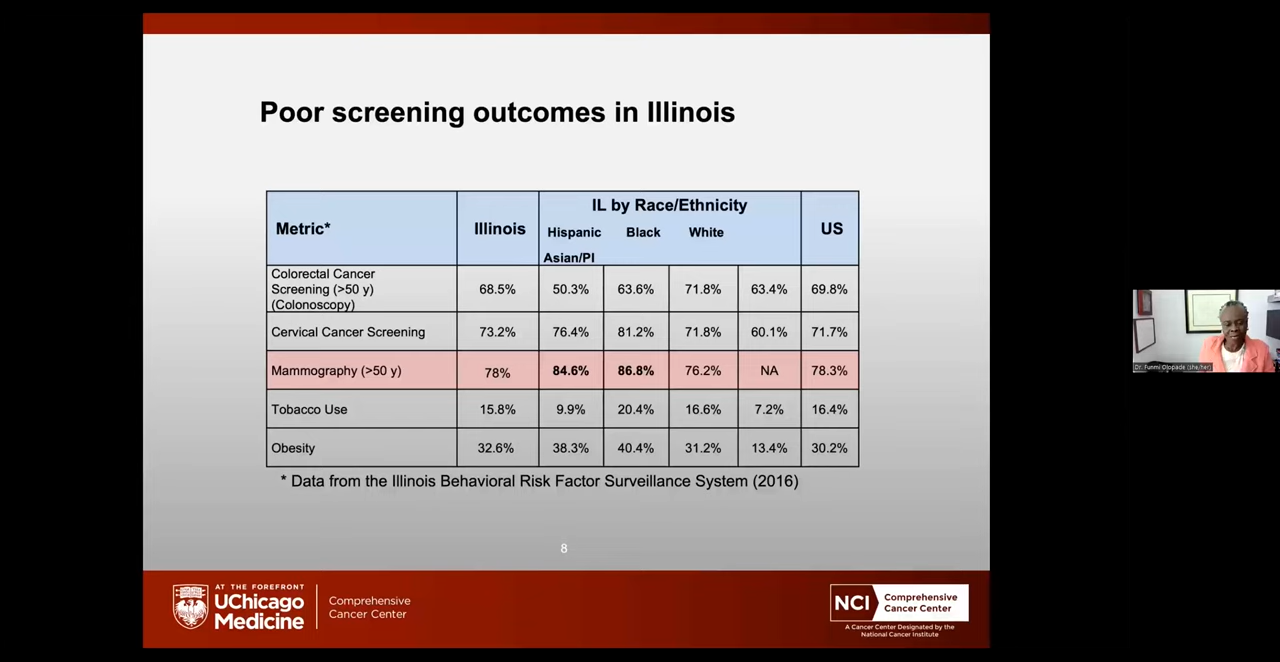 Poor screening outcomes in Illinois
Metric*
Illinois
IL by Race/Ethnicity
Hispanic Black White
Asian/PI
US
Colorectal Cancer
Screening (>50 y)
(Colonoscopy)
68.5% 50.3% 63.6% 71.8% 63.4% 69.8%
Cervical Cancer Screening 73.2% 76.4% 81.2% 71.8% 60.1% 71.7%
Mammography (>50 y) 78% 84.6% 86.8% 76.2% NA 78.3%
Tobacco Use 15.8% 9.9% 20.4% 16.6% 7.2% 16.4%
Obesity 32.6% 38.3% 40.4% 31.2% 13.4% 30.2%
* Data from the Illinois Behavioral Risk Factor Surveillance System (2016)
8
AT THE FOREFRONT
UChicago
Medicine
Comprehensive
Cancer Center
NCI
Comprehensive
Cancer Center
A Cancer Center Designated by the
National Cancer Institute
Dr. Funmi Olopade (she/her)